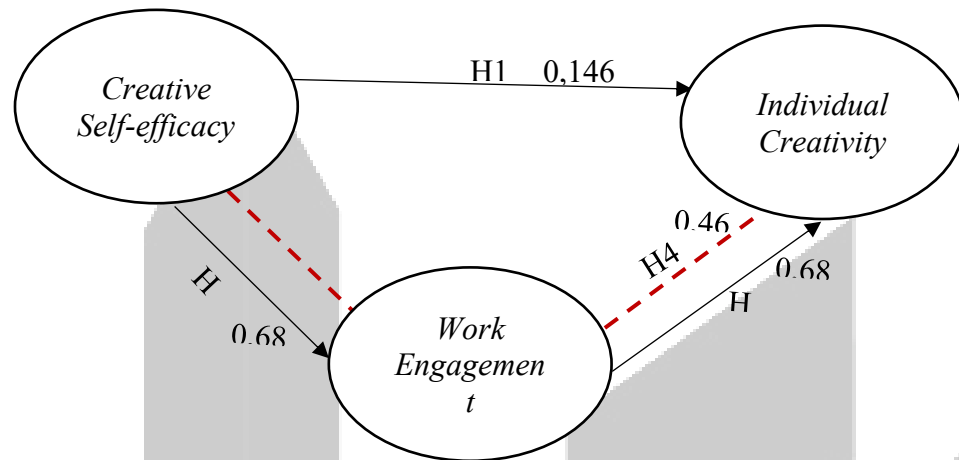 Creative
Self-efficacy
H1 0,146
Individual
Creativity
0.46
H4
H
0.68
H
0.68
Work
Engagemen
t